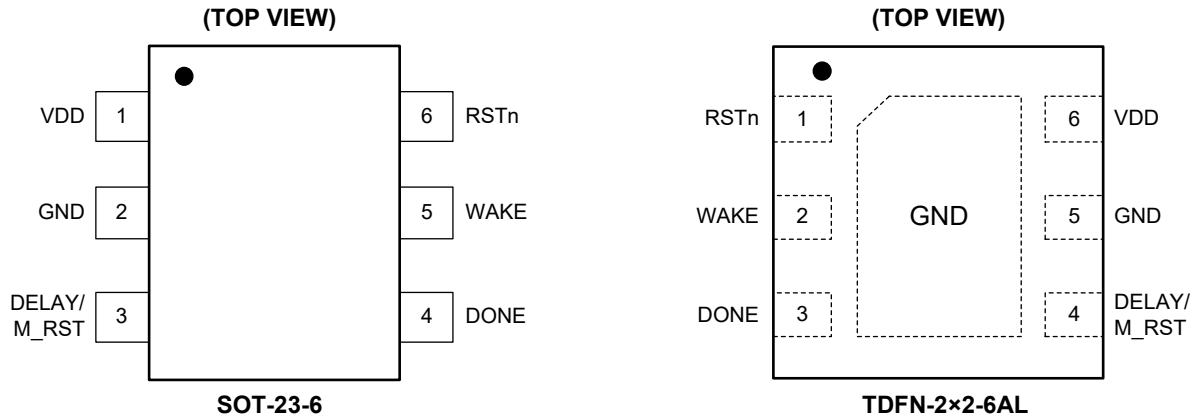 (TOP VIEW)
VDD 1
6 RSTn
GND 2
5 WAKE
DELAY/
M_RST
3
4 DONE
SOT-23-6
(TOP VIEW)
RSTn 1
6 VDD
WAKE 2
GND
5 GND
DONE 3
4
DELAY/
M_RST
TDFN-2×2-6AL